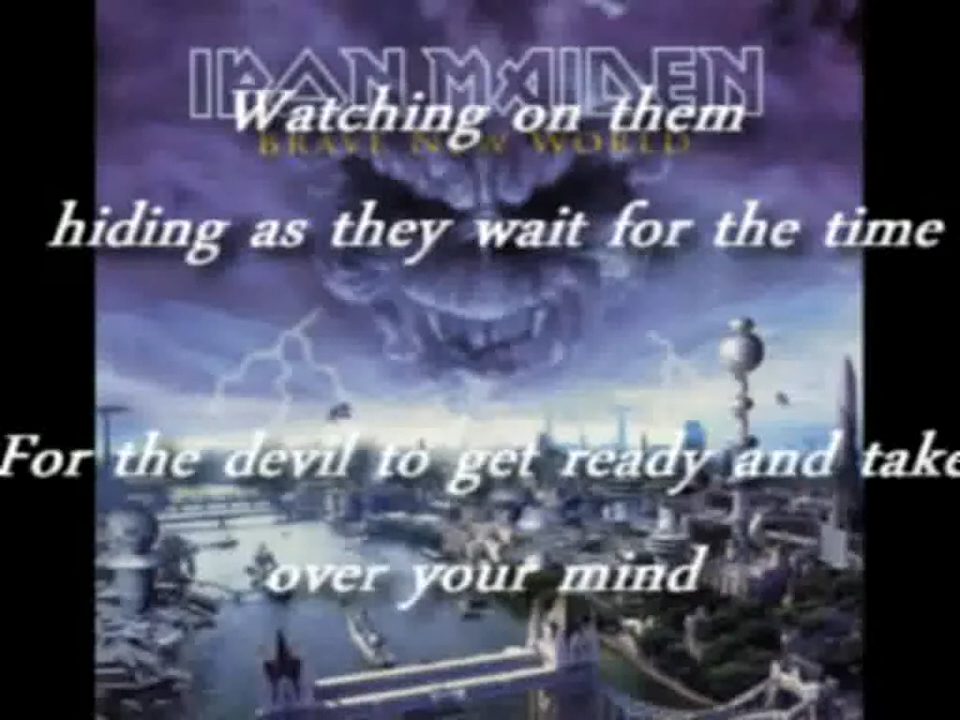 IRON MAIDEN
Watching on them
BRAVE NEW WORLD
hiding as they wait for the time
For the devil to get ready and take
over your mind